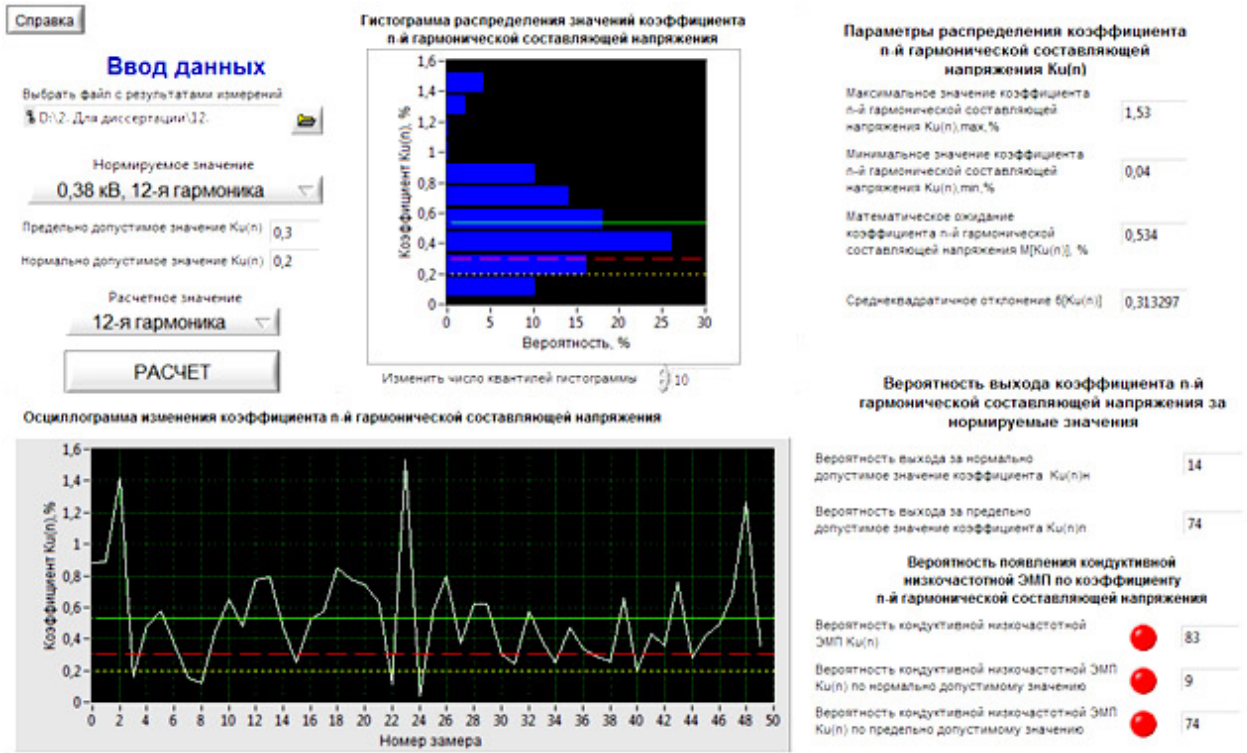 Справка
Ввод данных
Выбрать файл с результатами измерений
D:\2. Для диссертации\12.
Нормируемое значение
0,38 кВ, 12-я гармоника
Предельно допустимое значение Ku(n) 0,3
Нормально допустимое значение Ku(n) 0,2
Расчетное значение
12-я гармоника
РАСЧЕТ
Гистограмма распределения значений коэффициента
n-й гармонической составляющей напряжения
Коэффициент Ku(n), %
1,6
1,4
1,2
1
0,8
0,6
0,4
0,2
0
0 5 10 15 20 25 30
Вероятность, %
Изменить число квантилей гистограммы 10
Параметры распределения коэффициента
n-й гармонической составляющей
напряжения Ku(n)
Максимальное значение коэффициента
n-й гармонической составляющей
напряжения Ku(n),max,%
1,53
Минимальное значение коэффициента
n-й гармонической составляющей
напряжения Ku(n),min,%
0,04
Математическое ожидание
коэффициента n-й гармонической
составляющей напряжения M[Ku(n)], %
0,534
Среднеквадратичное отклонение б[Ku(n)] 0,313297
Осциллограмма изменения коэффициента n-й гармонической составляющей напряжения
Коэффициент Ku(n),%
1,6
1,4
1,2
1
0,8
0,6
0,4
0,2
0
0 2 4 6 8 10 12 14 16 18 20 22 24 26 28 30 32 34 36 38 40 42 44 46 48 50
Номер замера
Вероятность выхода коэффициента n-й
гармонической составляющей напряжения за
нормируемые значения
Вероятность выхода за нормально
допустимое значение коэффициента Ku(n)н
14
Вероятность выхода за предельно
допустимое значение коэффициента Ku(n)п
74
Вероятность появления кондуктивной
низкочастотной ЭМП по коэффициенту
n-й гармонической составляющей напряжения
Вероятность кондуктивной низкочастотной
ЭМП Ku(n)
83
Вероятность кондуктивной низкочастотной ЭМП
Ku(n) по нормально допустимому значению
9
Вероятность кондуктивной низкочастотной ЭМП
Ku(n) по предельно допустимому значению
74